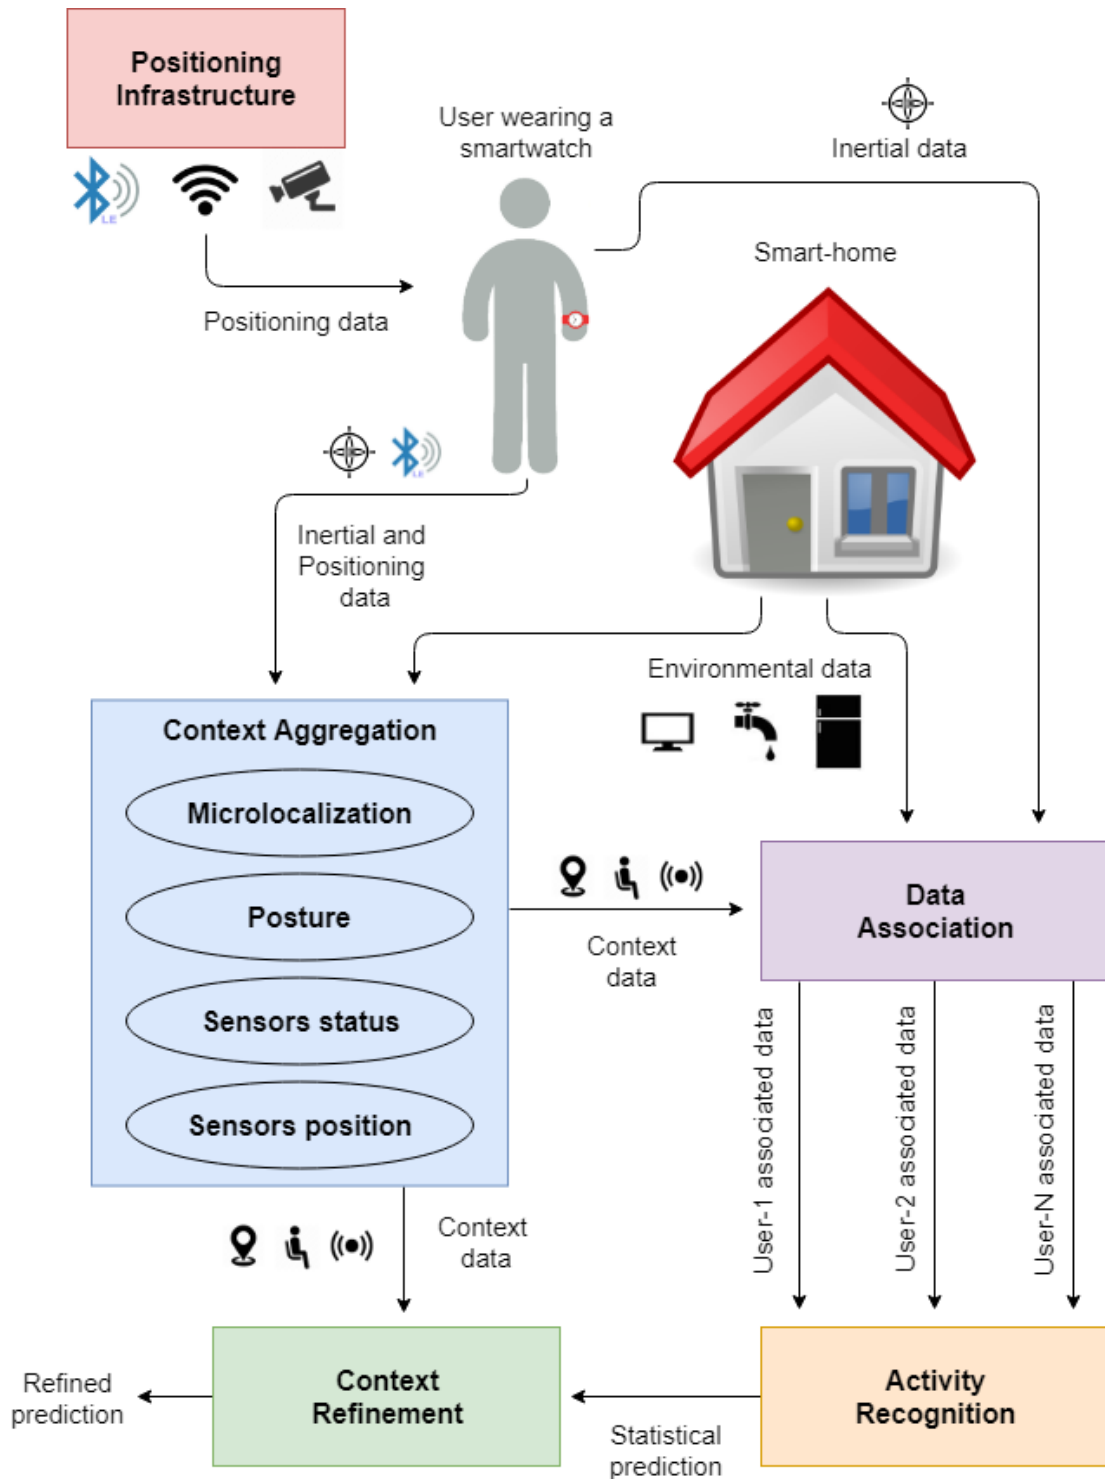 Positioning
Infrastructure
User wearing a
smartwatch
Inertial data
LE
Positioning data
Smart-home
LE
Inertial and
Positioning
data
Environmental data
Context Aggregation
Microlocalization
Posture
Sensors status
Sensors position
Context
data
Data
Association
User-1 associated data
User-2 associated data
User-N associated data
Context
data
Context
Refinement
Activity
Recognition
Refined
prediction
Statistical
prediction